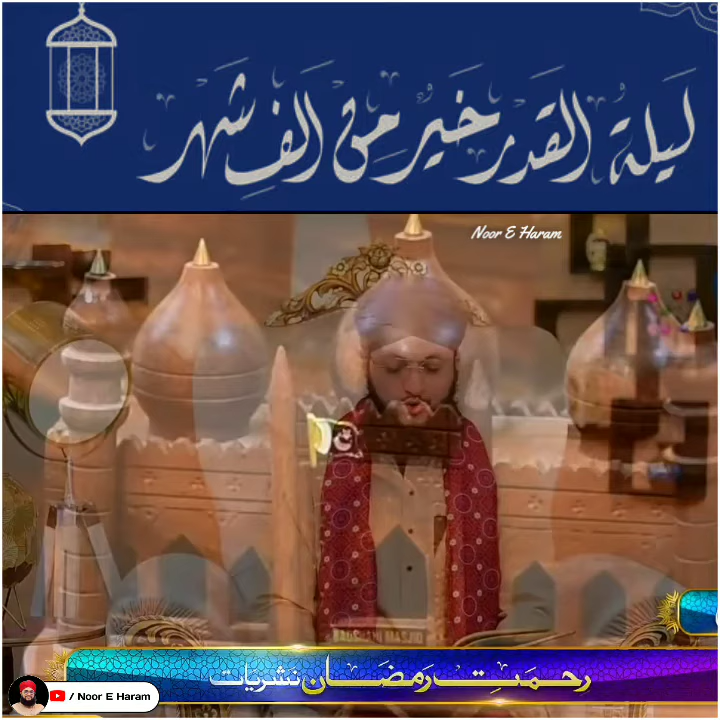 ليلة القدر خير من الف شهر
Noor E Haram
رحمتِ رمضان نشریات
/ Noor E Haram